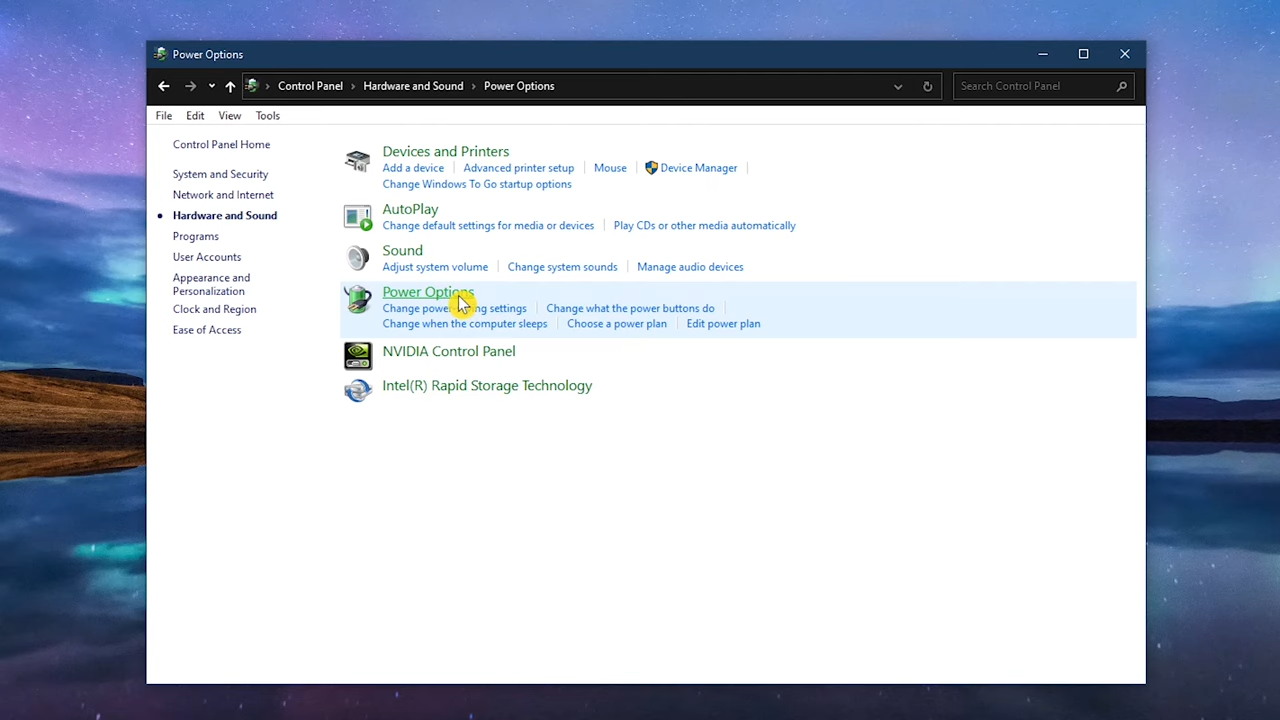 Power Options
Control Panel > Hardware and Sound > Power Options
Search Control Panel
File Edit View Tools
Control Panel Home
System and Security
Network and Internet
Hardware and Sound
Programs
User Accounts
Appearance and
Personalization
Clock and Region
Ease of Access
Devices and Printers
Add a device Advanced printer setup Mouse Device Manager
Change Windows To Go startup options
AutoPlay
Change default settings for media or devices Play CDs or other media automatically
Sound
Adjust system volume Change system sounds Manage audio devices
Power Options
Change power settings Change what the power buttons do
Change when the computer sleeps Choose a power plan Edit power plan
NVIDIA Control Panel
Intel(R) Rapid Storage Technology